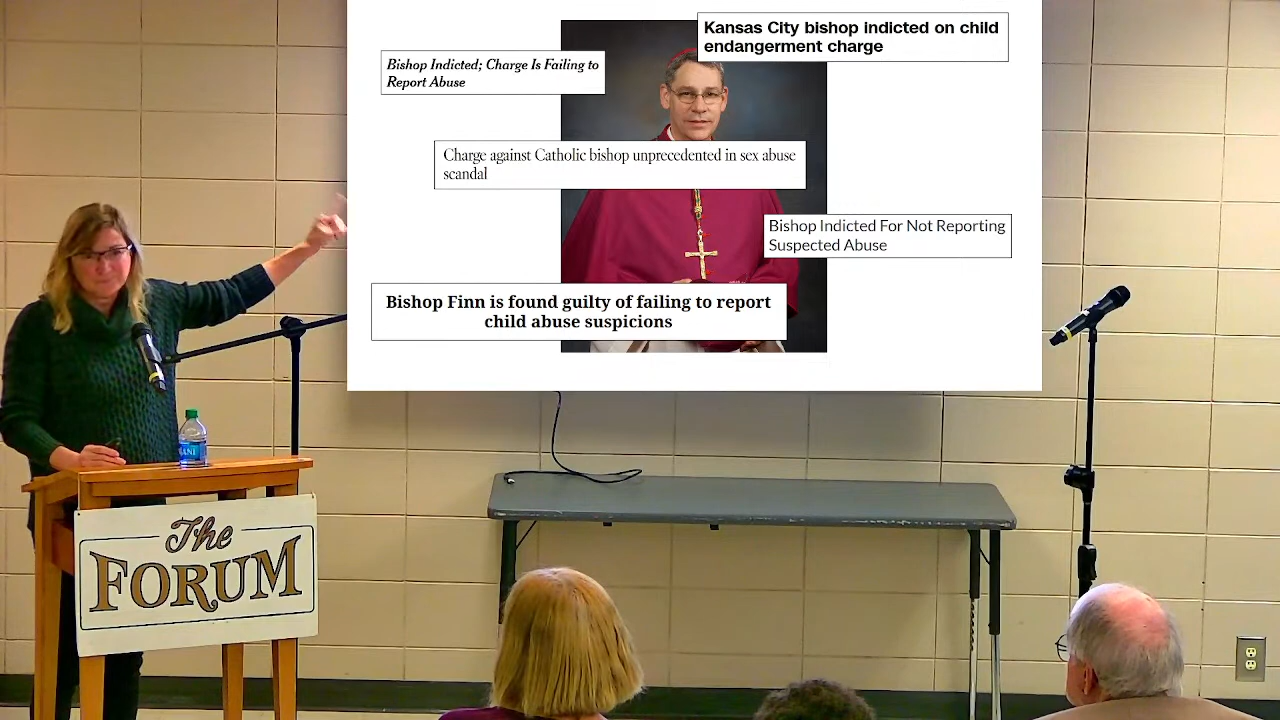 Kansas City bishop indicted on child
endangerment charge
Bishop Indicted; Charge Is Failing to
Report Abuse
Charge against Catholic bishop unprecedented in sex abuse
scandal
Bishop Indicted For Not Reporting
Suspected Abuse
Bishop Finn is found guilty of failing to report
child abuse suspicions
The
FORUM